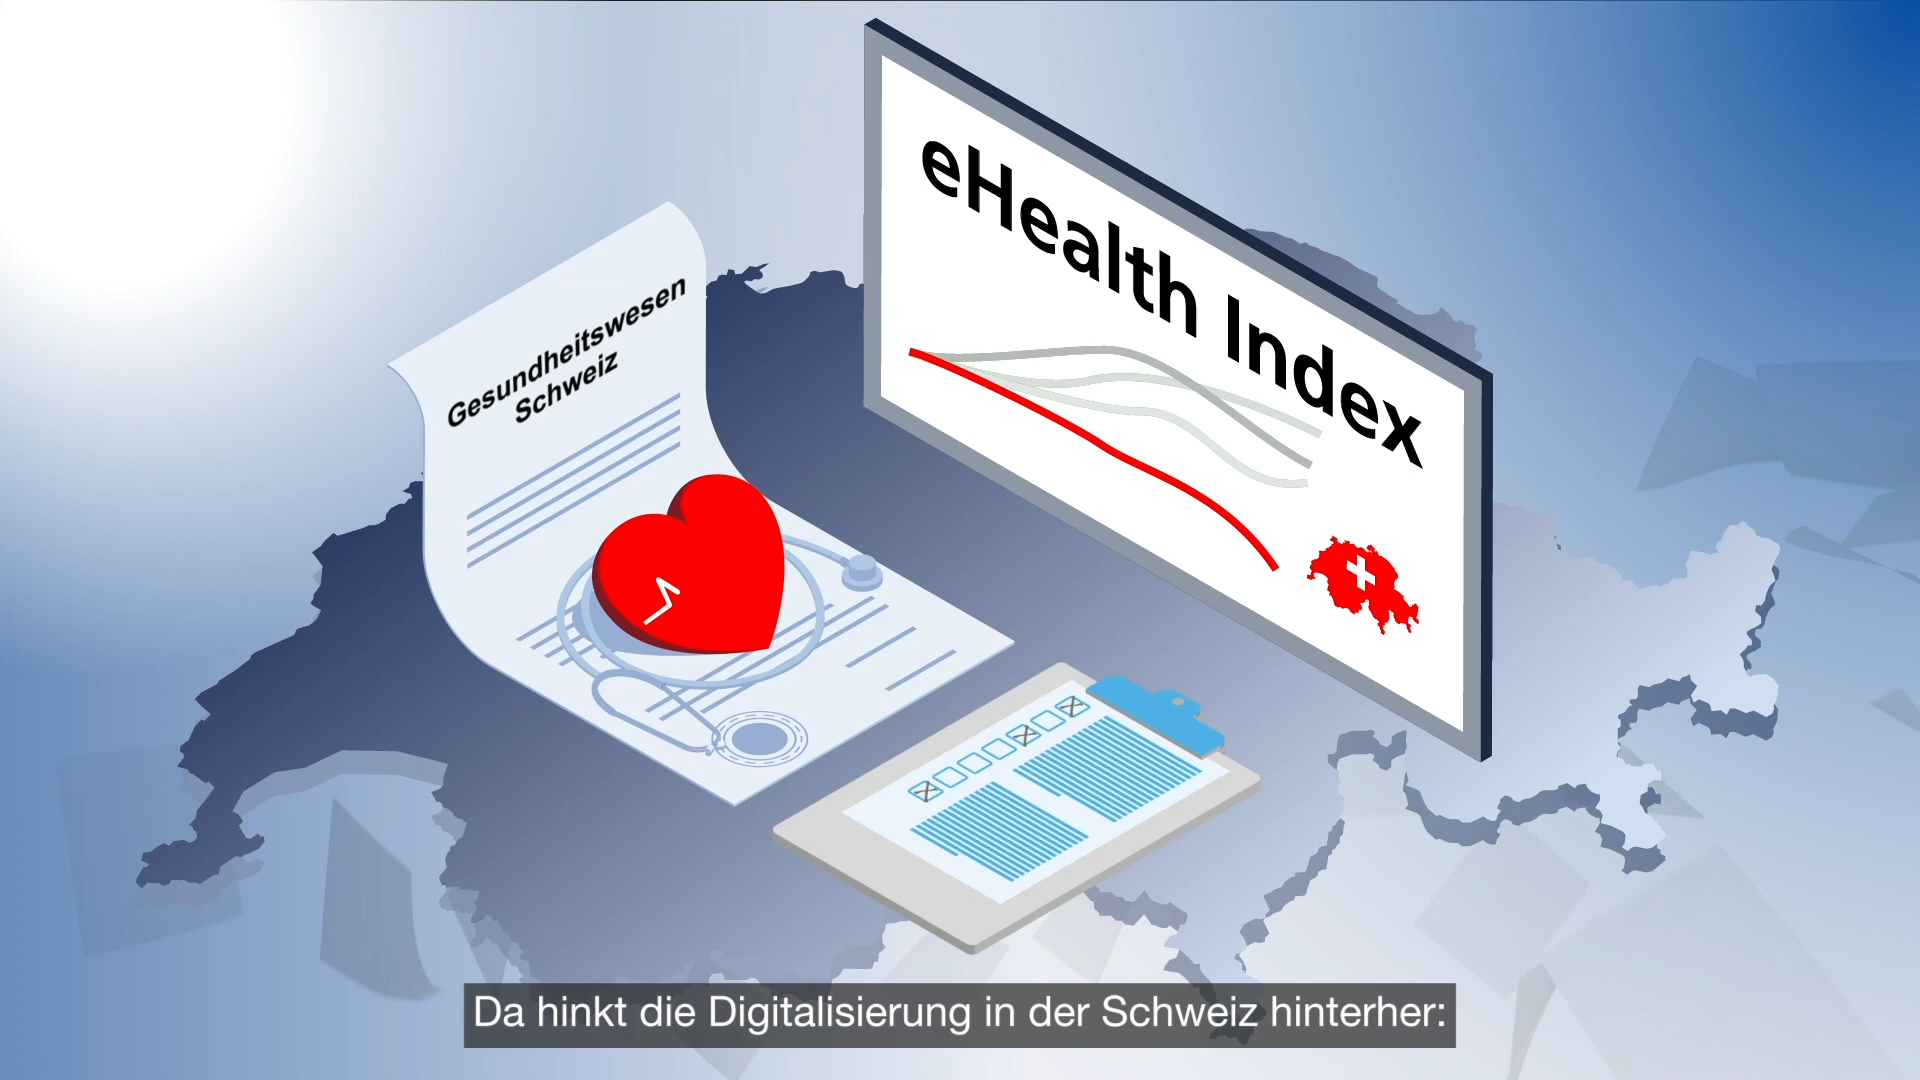 eHealth Index
Gesundheitswesen
Schweiz
Da hinkt die Digitalisierung in der Schweiz hinterher: